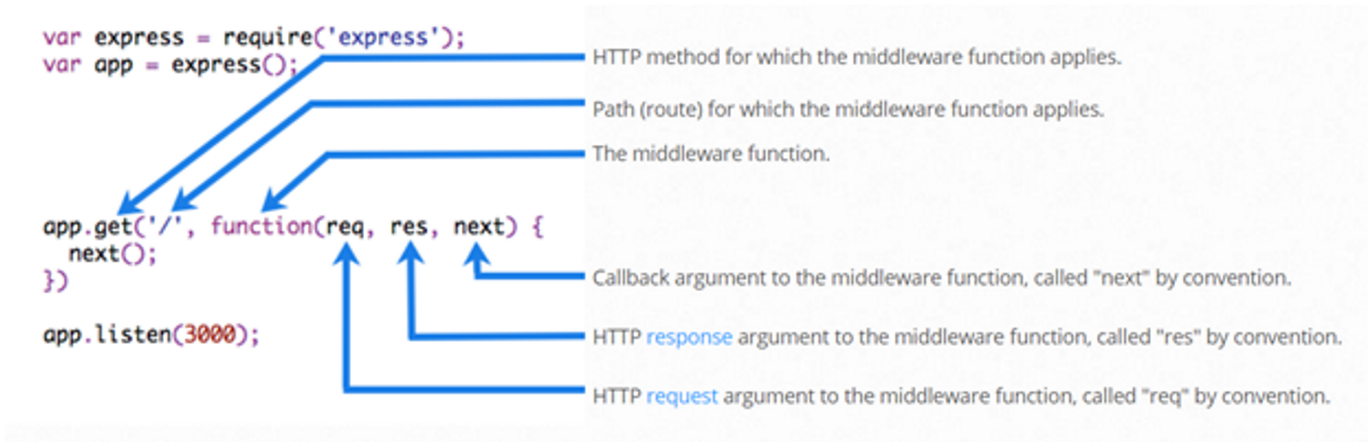 var express = require('express');
var app = express();
HTTP method for which the middleware function applies.
Path (route) for which the middleware function applies.
The middleware function.
app.get('/', function(req, res, next) {
next();
})
Callback argument to the middleware function, called "next" by convention.
app.listen(3000);
HTTP response argument to the middleware function, called "res" by convention.
HTTP request argument to the middleware function, called "req" by convention.